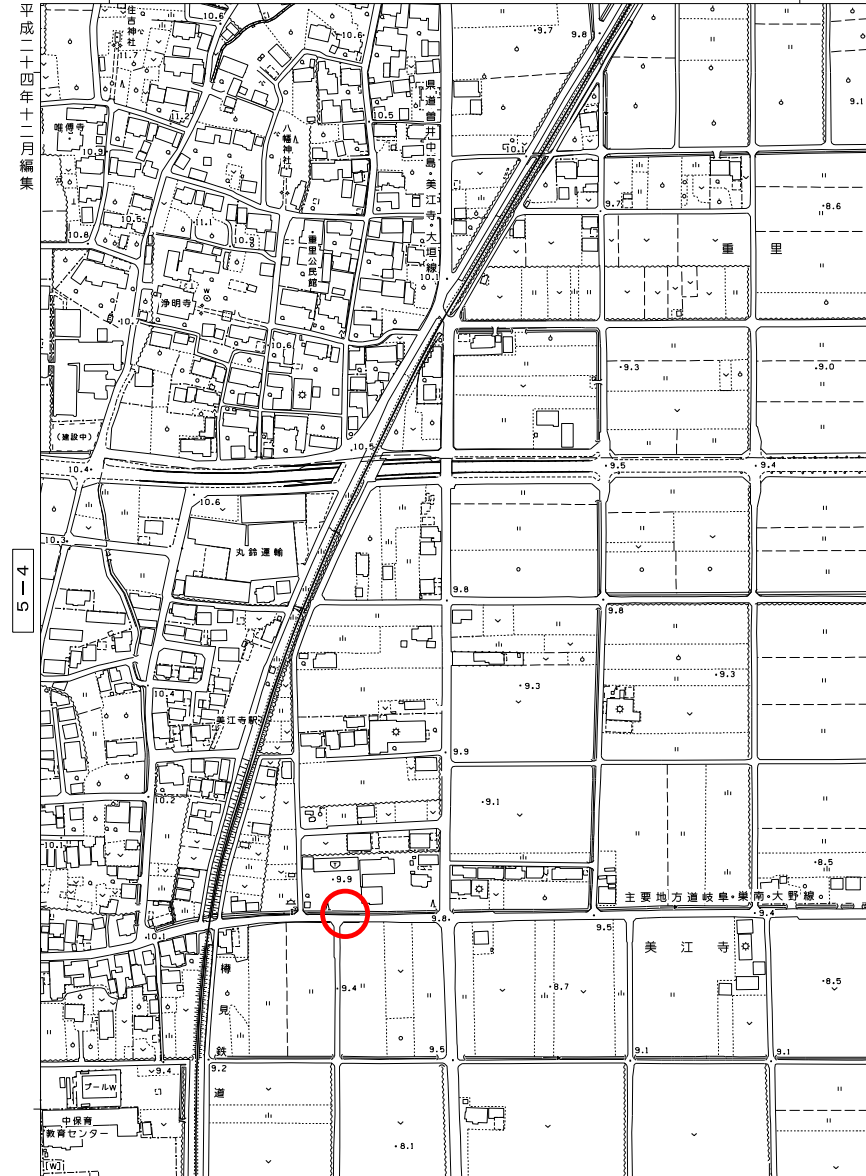 平成二十四年十二月編集
5-4
住吉神社
11.7
10.6
10.6
・9.7
9.8
9.1
11.2
唯傳寺
10.9
八幡神社
10.5
県道曽井中島・美江寺・大垣線
10.1
10.5
11.1
10.9
10.8
重里公民館
W
浄明寺
10.7
10.1
9.7
・8.6
重里
10.6
・9.3
・9.0
(建設中)
10.5
10.4
・9.5
・9.4
10.6
10.3
丸鈴運輸
9.8
9.8
10.4
・9.3
・9.3
美江寺駅
9.9
10.2
・9.1
10.1
・9.9
・8.5
主要地方道岐阜・巣南・大野線
9.8
・9.4
10.1
9.5
美江寺
樽見鉄道
・9.4
・8.7
・8.5
9.5
9.1
9.1
9.4
9.2
プールW
中保育
教育センター
[W]
・8.1